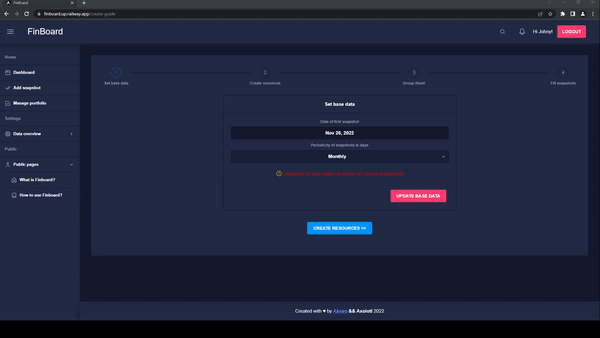 FinBoard
finboard.up.railway.app/create-guide
FinBoard
Hi Johny!
LOGOUT
Home
Dashboard
Add snapshot
Manage portfolio
Settings
Data overview
Public
Public pages
What is Finboard?
How to use Finboard?
1
2
3
4
Set base data
Create resources
Group them!
Fill snapshots
Set base data
Date of first snapshot
Nov 26, 2022
Periodicity of snapshots in days
Monthly
UPDATE BASE DATA
CREATE RESOURCES >>
Created with ♥ by Akveo && Axolotl 2022